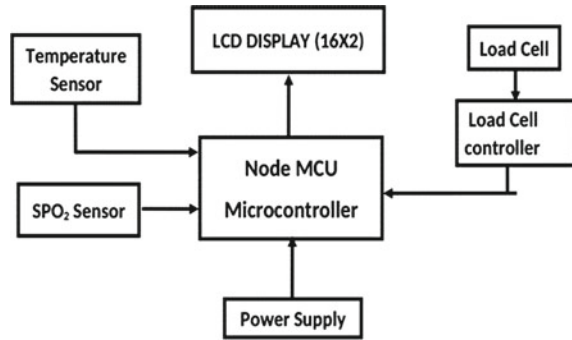 LCD DISPLAY (16X2)
Temperature
Sensor
Load Cell
Load Cell
controller
Node MCU
Microcontroller
SPO₂ Sensor
Power Supply